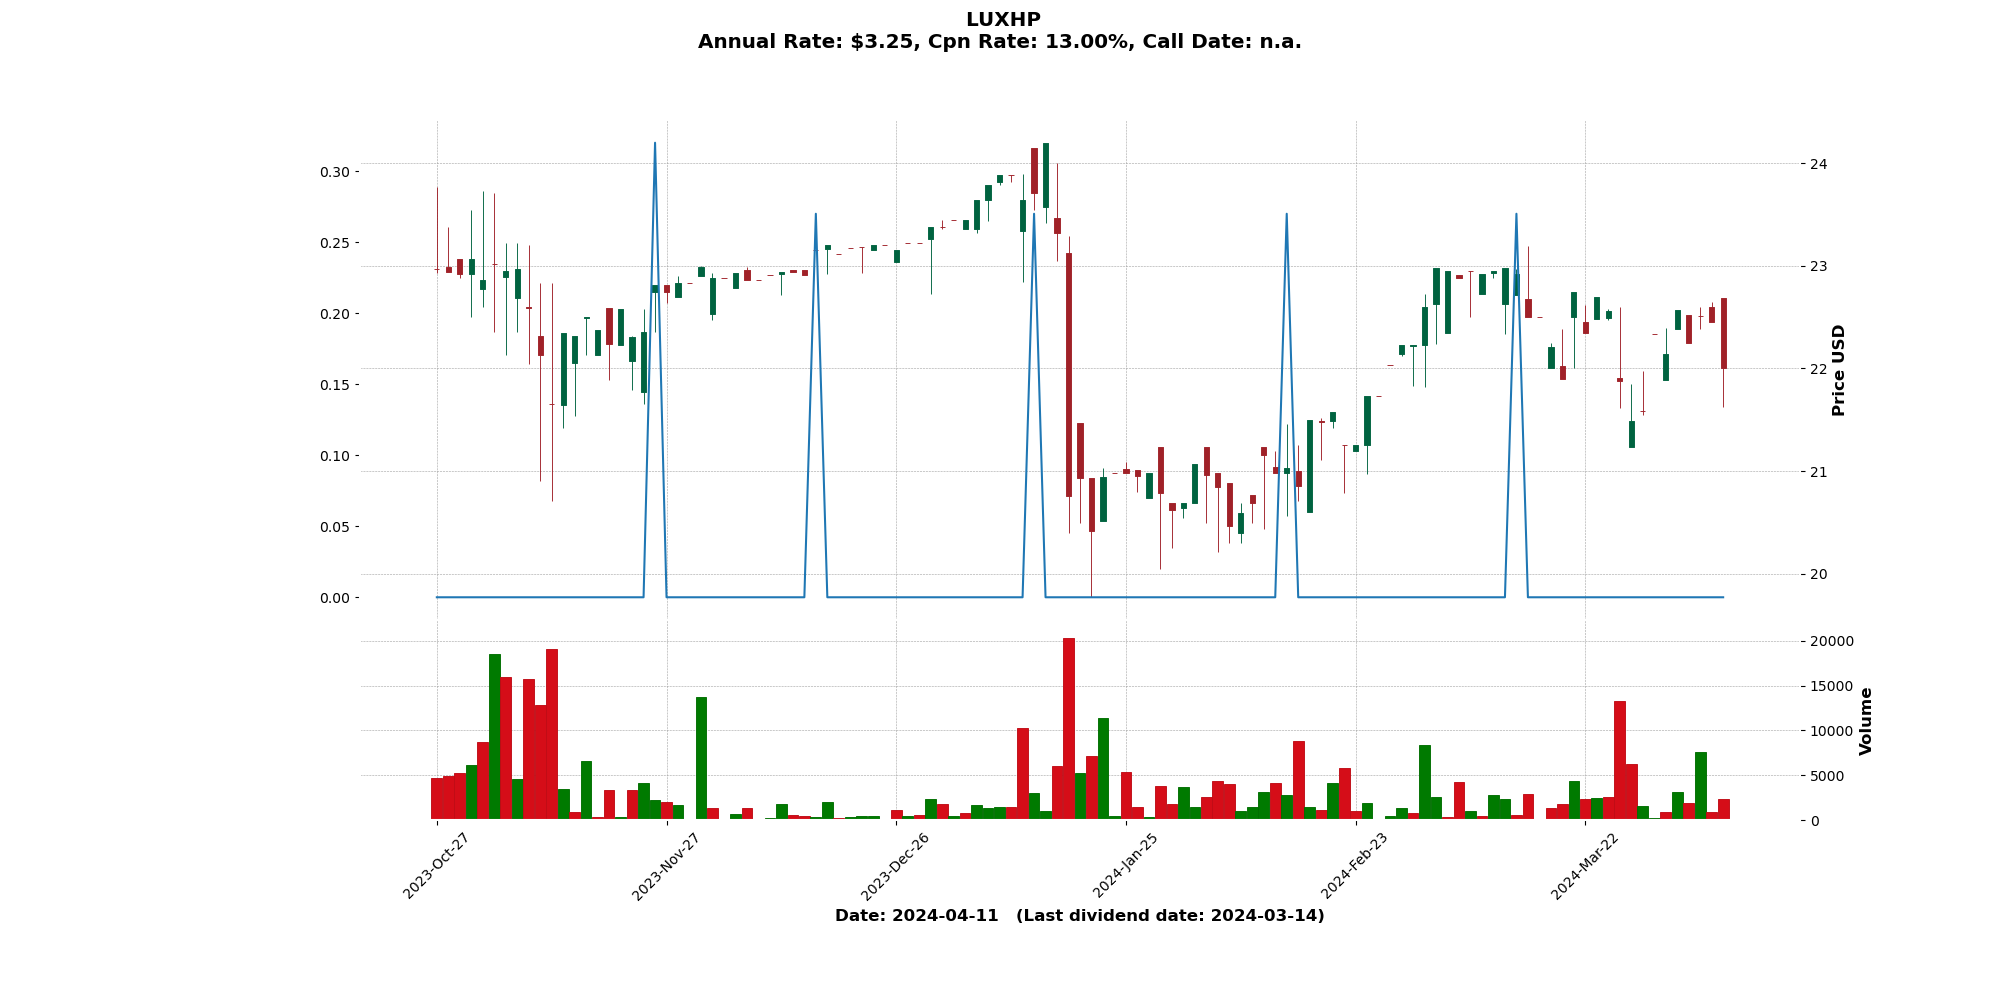 LUXHP
Annual Rate: $3.25, Cpn Rate: 13.00%, Call Date: n.a.
0.30
0.25
0.20
0.15
0.10
0.05
0.00
24
23
22
21
20
Price USD
20000
15000
10000
5000
0
Volume
2023-Oct-27
2023-Nov-27
2023-Dec-26
2024-Jan-25
2024-Feb-23
2024-Mar-22
Date: 2024-04-11 (Last dividend date: 2024-03-14)